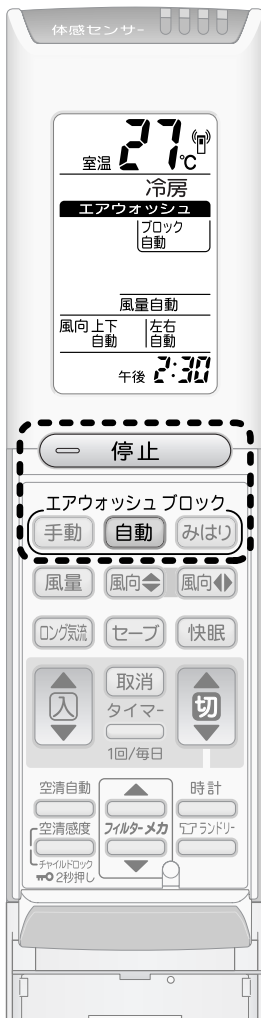 体感センサー
室温 27℃
冷房
エアウォッシュ
ブロック
自動
風量自動
風向 上下 左右
自動 自動
午後 2:30
停止
エアウォッシュ ブロック
手動 自動 みはり
風量 風向 風向
ロング気流 セーブ 快眠
取消
入 切
タイマー
1回/毎日
空清自動 時計
空清感度 フィルターメカ ランドリー
チャイルドロック
2秒押し